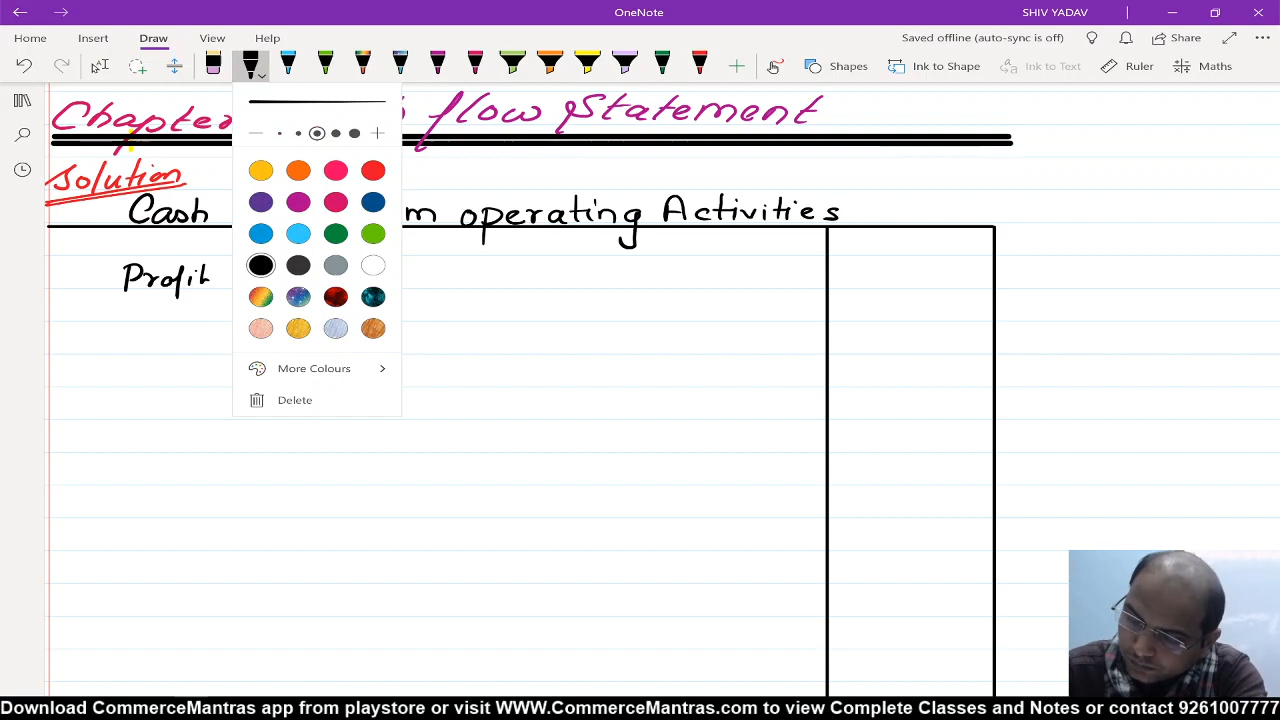 OneNote
SHIV YADAV
Home Insert Draw View Help
Saved offline (auto-sync is off) Share
Shapes Ink to Shape Ink to Text Ruler Maths
Chapter flow Statement
Solution
Cash m operating Activities
Profit
More Colours
Delete
Download CommerceMantras app from playstore or visit WWW.CommerceMantras.com to view Complete Classes and Notes or contact 9261007777